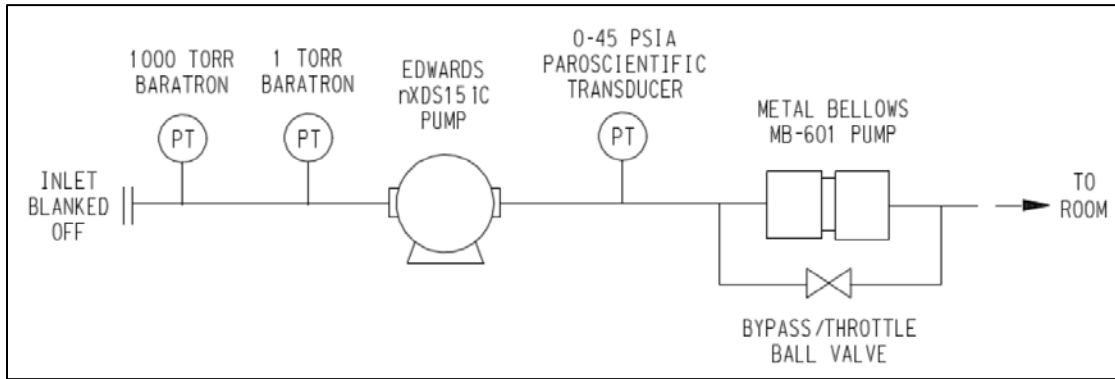 1000 TORR
BARATRON
1 TORR
BARATRON
EDWARDS
nXDS15iC
PUMP
0-45 PSIA
PAROSCIENTIFIC
TRANSDUCER
METAL BELLOWS
MB-601 PUMP
PT
PT
PT
INLET
BLANKED
OFF
TO
ROOM
BYPASS/THROTTLE
BALL VALVE